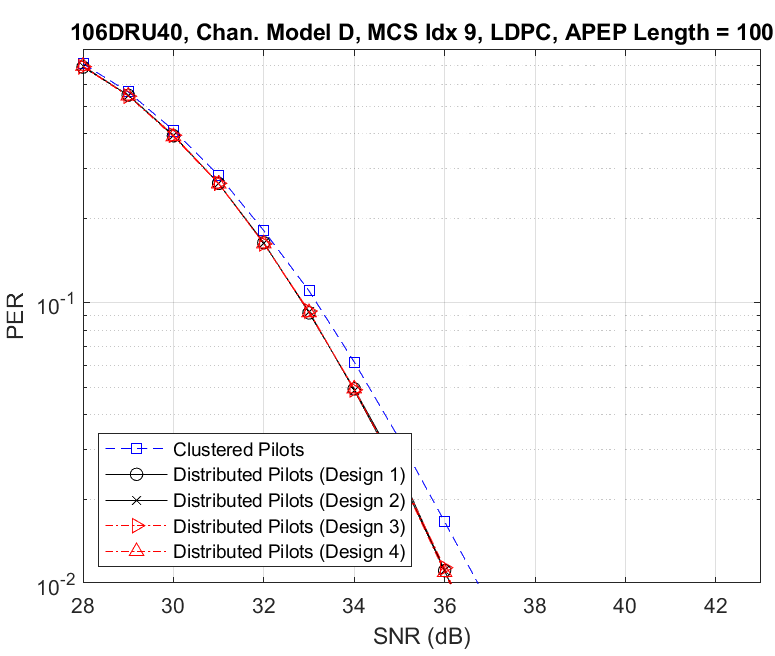 106DRU40, Chan. Model D, MCS Idx 9, LDPC, APEP Length = 100
PER
10-1
10-2
Clustered Pilots
Distributed Pilots (Design 1)
Distributed Pilots (Design 2)
Distributed Pilots (Design 3)
Distributed Pilots (Design 4)
28 30 32 34 36 38 40 42
SNR (dB)